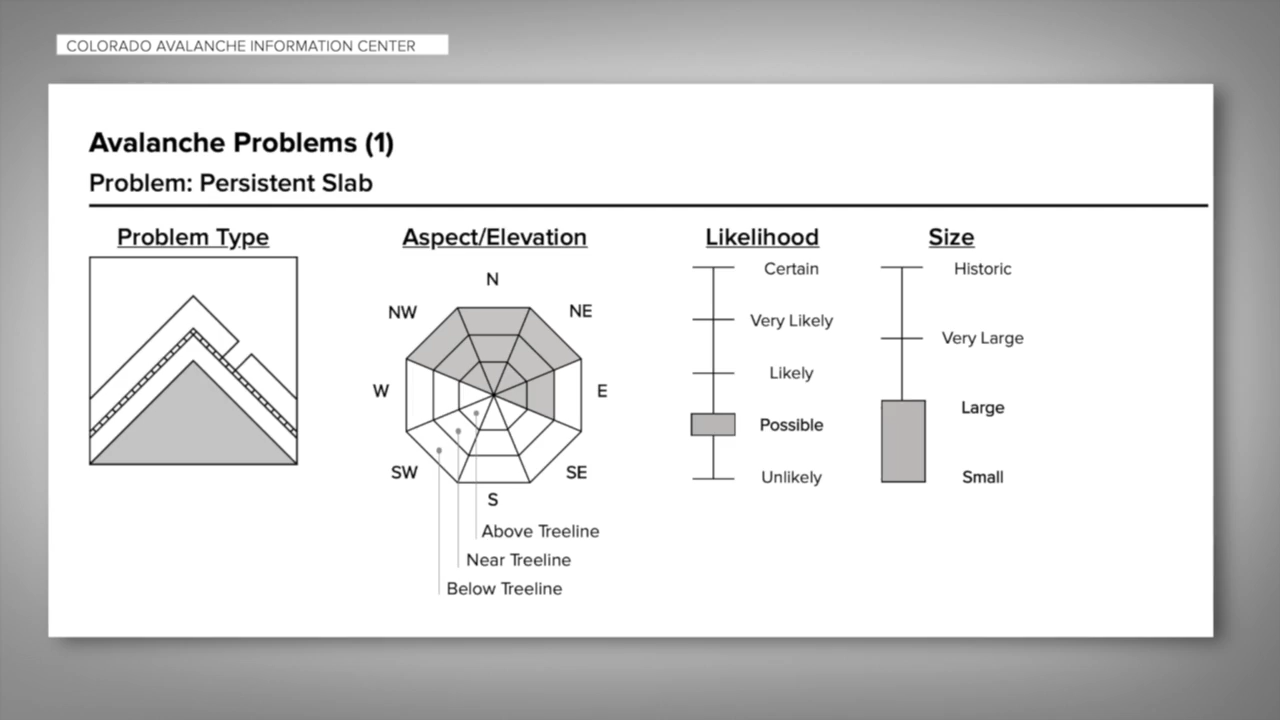 COLORADO AVALANCHE INFORMATION CENTER
Avalanche Problems (1)
Problem: Persistent Slab
Problem Type
Aspect/Elevation
N
NW
NE
W
E
SW
SE
S
Above Treeline
Near Treeline
Below Treeline
Likelihood
Certain
Very Likely
Likely
Possible
Unlikely
Size
Historic
Very Large
Large
Small